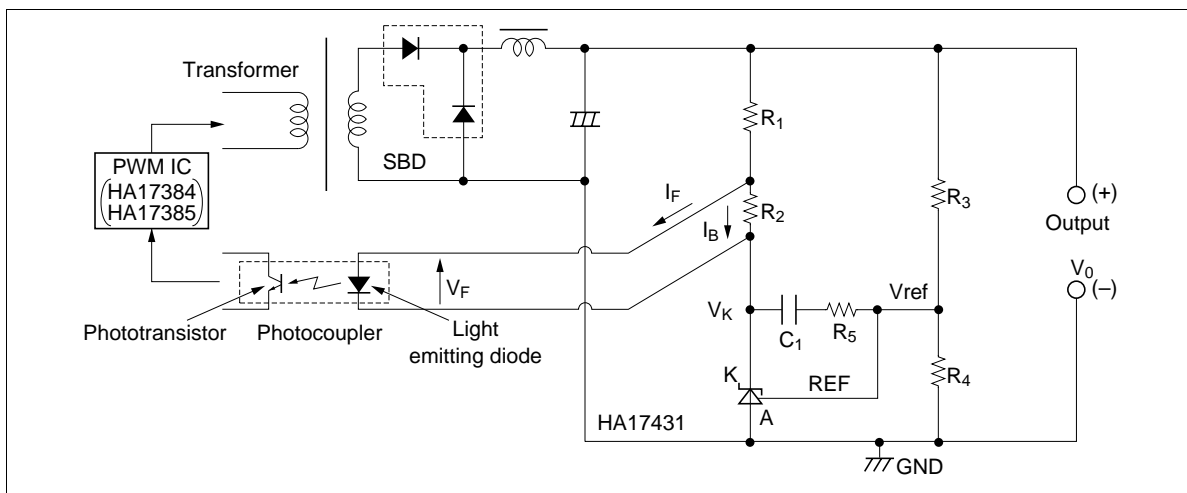 Transformer
SBD
PWM IC
(HA17384
HA17385)
Phototransistor
Photocoupler
Light
emitting diode
VF
IF
IB
R1
R2
R3
(+)
Output
V0
(–)
Vref
VK
C1
R5
R4
K
REF
A
HA17431
GND